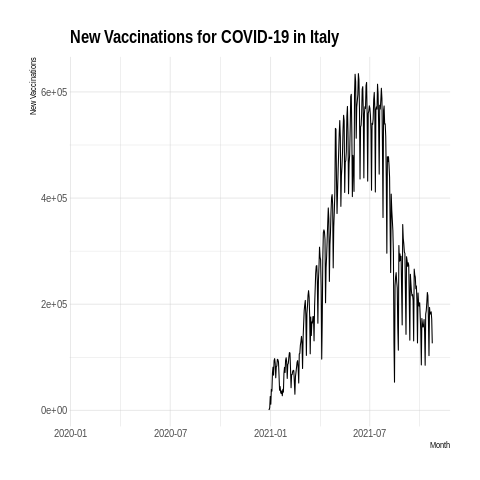 New Vaccinations for COVID-19 in Italy
New Vaccinations
6e+05
4e+05
2e+05
0e+00
2020-01 2020-07 2021-01 2021-07
Month